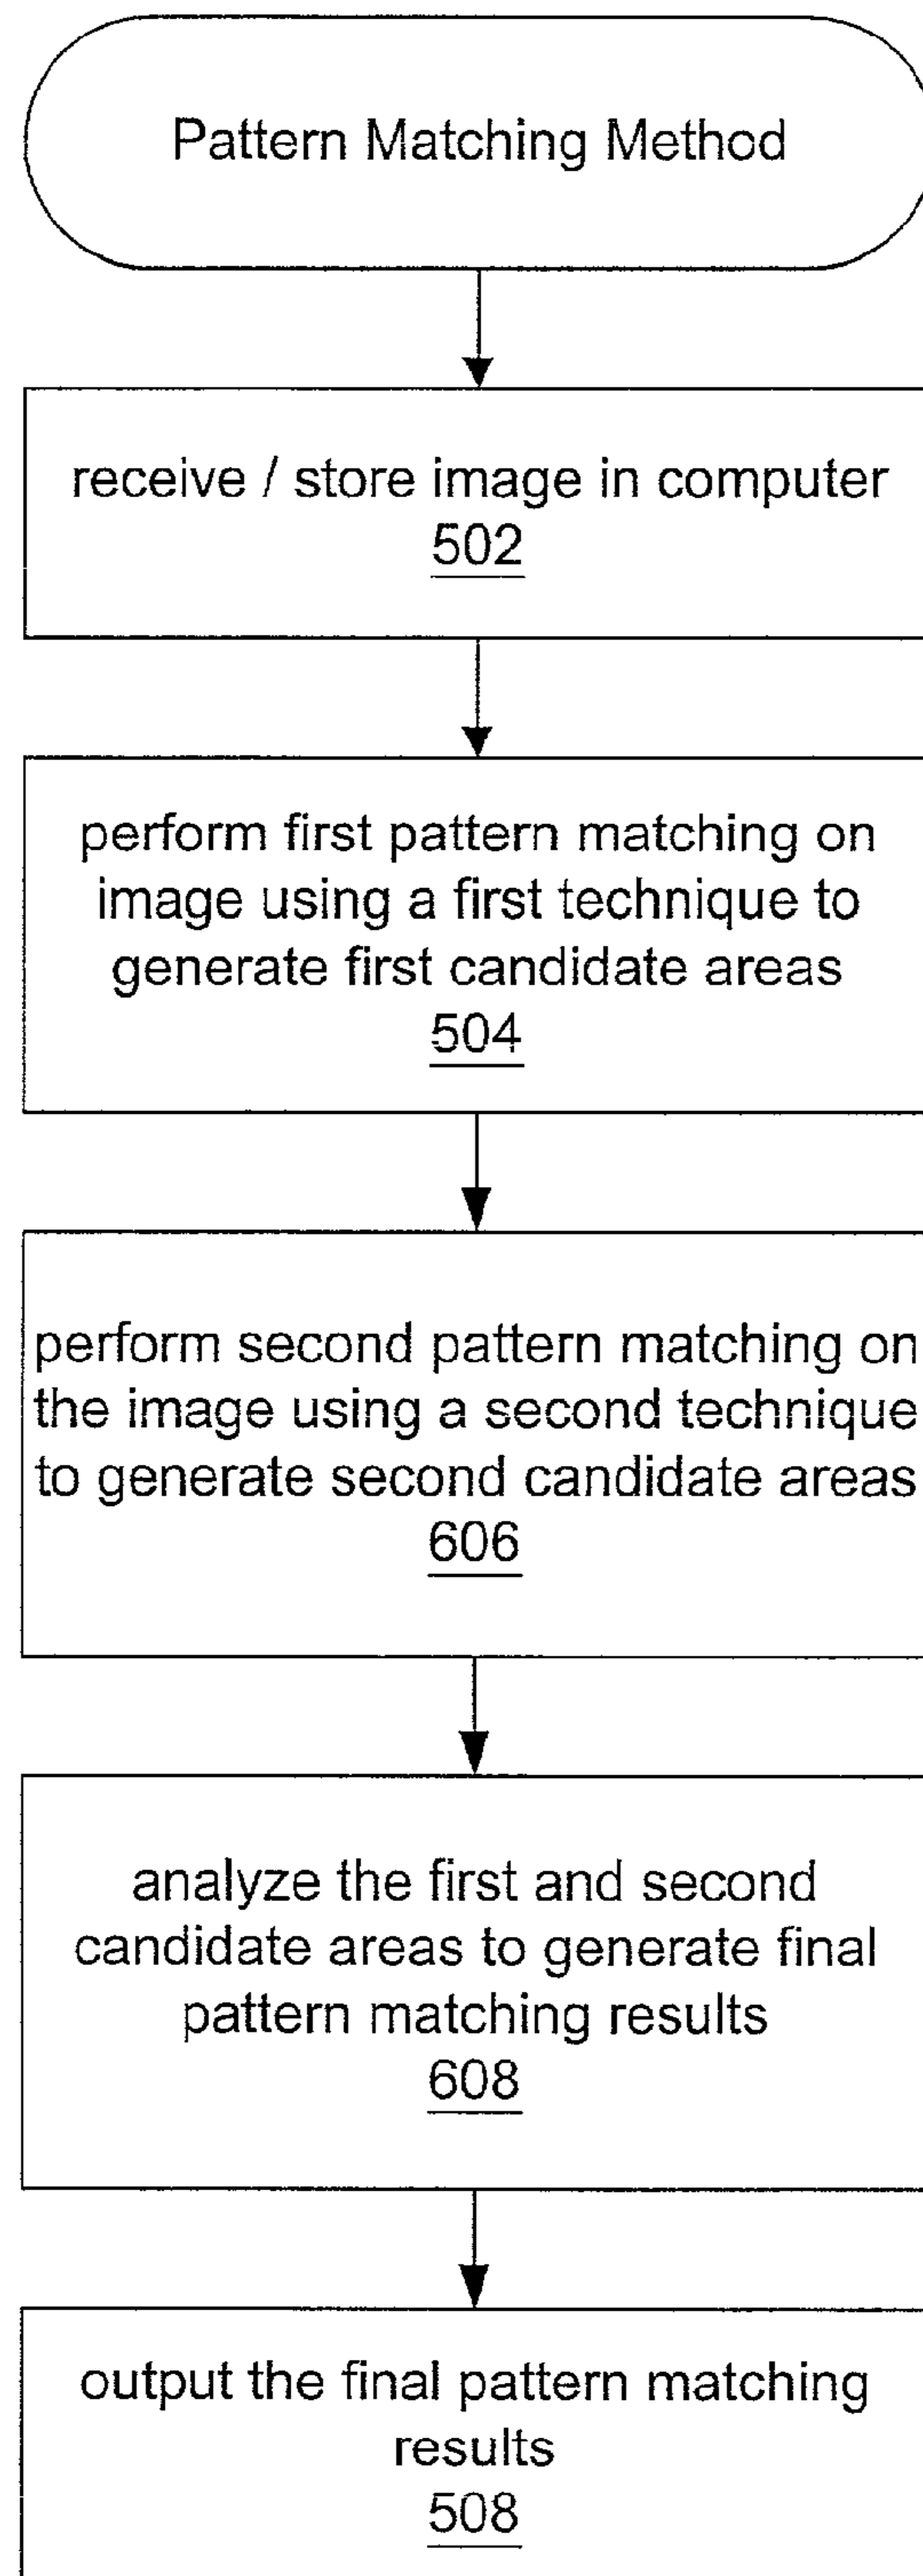 Pattern Matching Method
receive / store image in computer
502
perform first pattern matching on
image using a first technique to
generate first candidate areas
504
perform second pattern matching on
the image using a second technique
to generate second candidate areas
606
analyze the first and second
candidate areas to generate final
pattern matching results
608
output the final pattern matching
results
508